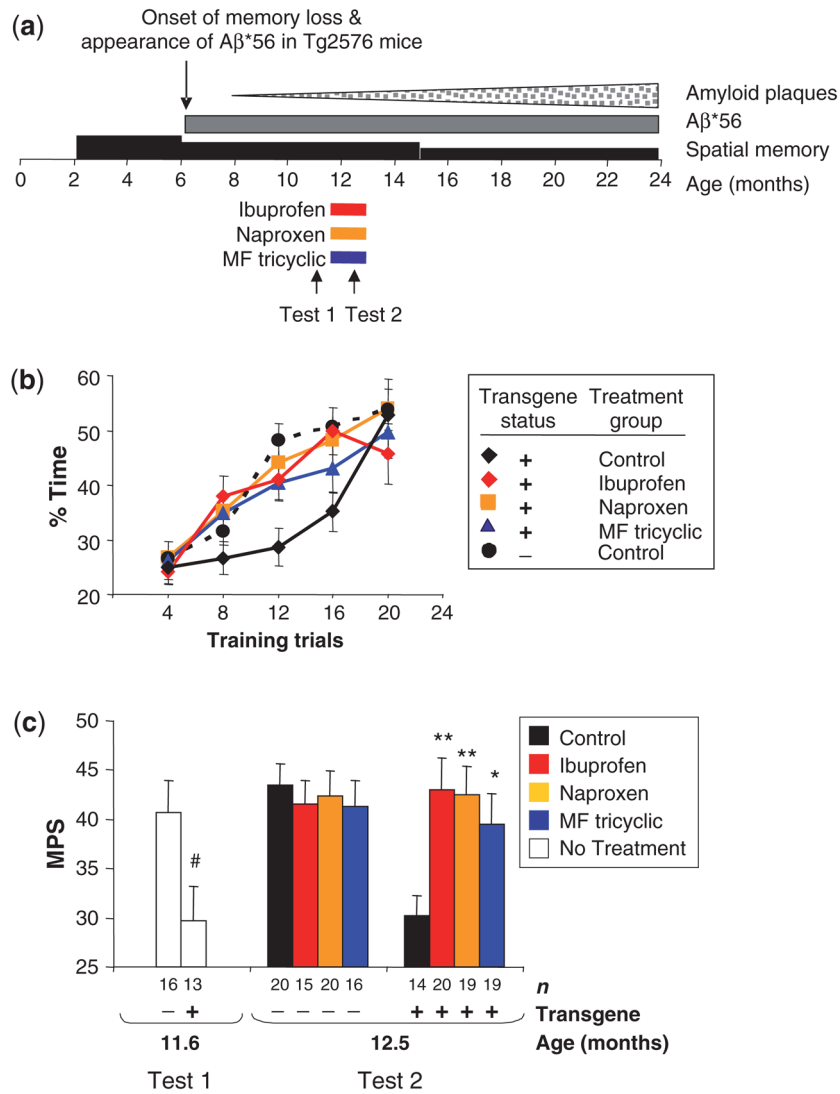 (a)
Onset of memory loss &
appearance of Aβ*56 in Tg2576 mice
Amyloid plaques
Aβ*56
Spatial memory
0 2 4 6 8 10 12 14 16 18 20 22 24 Age (months)
Ibuprofen
Naproxen
MF tricyclic
Test 1 Test 2
(b)
% Time
60
50
40
30
20
4 8 12 16 20 24
Training trials
Transgene status
Treatment group
+ Control
+ Ibuprofen
+ Naproxen
+ MF tricyclic
– Control
(c)
MPS
50
45
40
35
30
25
#
** ** *
Control
Ibuprofen
Naproxen
MF tricyclic
No Treatment
16 13 20 15 20 16 14 20 19 19 n
– + – – – – + + + + Transgene
11.6 12.5 Age (months)
Test 1 Test 2